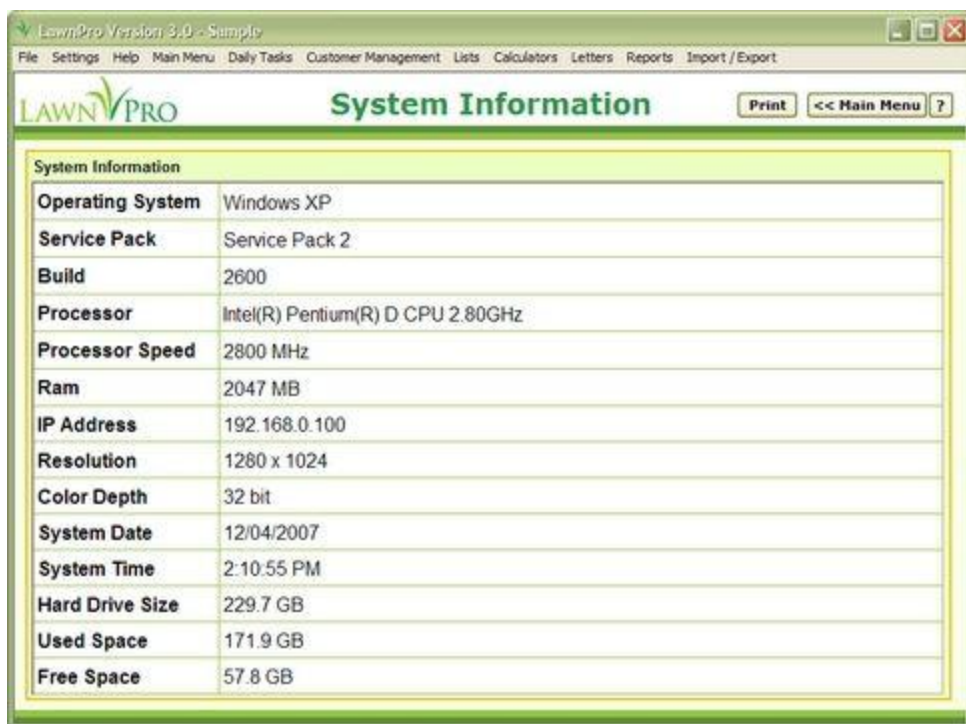 LawnPro Version 3.0 - Sample
File Settings Help Main Menu Daily Tasks Customer Management Lists Calculators Letters Reports Import / Export
LAWN PRO System Information Print << Main Menu ?
System Information
Operating System Windows XP
Service Pack Service Pack 2
Build 2600
Processor Intel(R) Pentium(R) D CPU 2.80GHz
Processor Speed 2800 MHz
Ram 2047 MB
IP Address 192.168.0.100
Resolution 1280 x 1024
Color Depth 32 bit
System Date 12/04/2007
System Time 2:10:55 PM
Hard Drive Size 229.7 GB
Used Space 171.9 GB
Free Space 57.8 GB